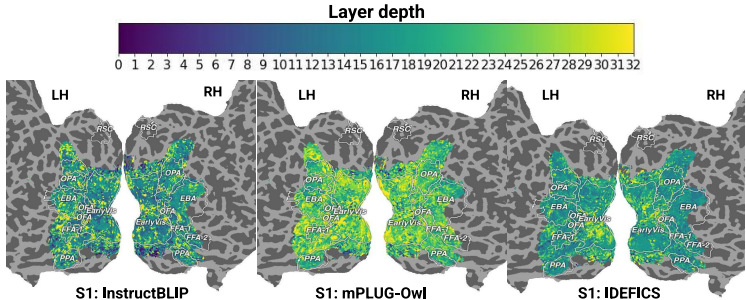 Layer depth
0 1 2 3 4 5 6 7 8 9 10 11 12 13 14 15 16 17 18 19 20 21 22 23 24 25 26 27 28 29 30 31 32
LH RH LH RH LH RH
RSC RSC RSC RSC RSC RSC
OPA OPA OPA OPA OPA OPA
EBA EBA EBA EBA EBA EBA
OFA OFA OFA OFA OFA
EarlyVis EarlyVis EarlyVis EarlyVis EarlyVis EarlyVis
FFA-1 FFA-1 FFA-1 FFA-1 FFA-1 FFA-1
FFA-2 FFA-2 FFA-2
PPA PPA PPA PPA PPA PPA
S1: InstructBLIP S1: mPLUG-Owl S1: IDEFICS